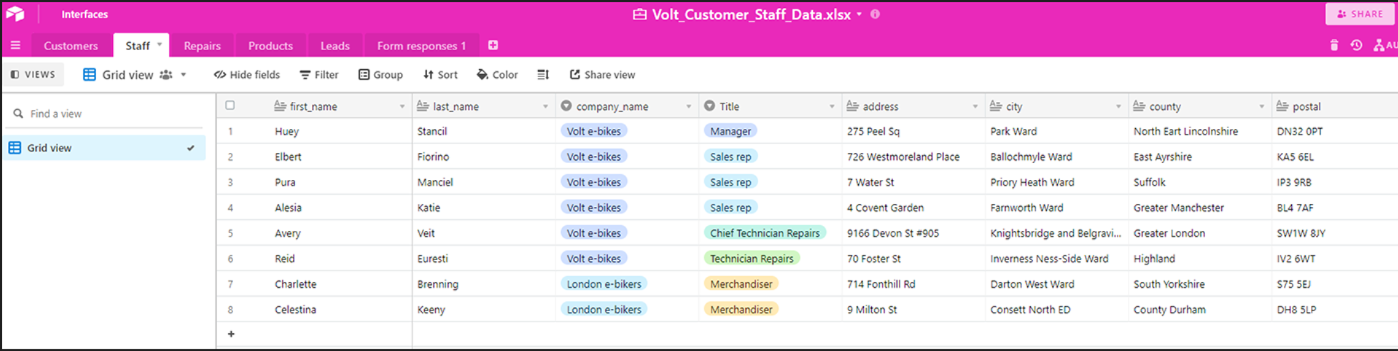 Interfaces
Volt_Customer_Staff_Data.xlsx
SHARE
Customers Staff Repairs Products Leads Form responses 1
VIEWS Grid view Hide fields Filter Group Sort Color Share view
Find a view
Grid view
first_name last_name company_name Title address city county postal
1 Huey Stancil Volt e-bikes Manager 275 Peel Sq Park Ward North Eart Lincolnshire DN32 0PT
2 Elbert Fiorino Volt e-bikes Sales rep 726 Westmoreland Place Ballochmyle Ward East Ayrshire KA5 6EL
3 Pura Manciel Volt e-bikes Sales rep 7 Water St Priory Heath Ward Suffolk IP3 9RB
4 Alesia Katie Volt e-bikes Sales rep 4 Covent Garden Farnworth Ward Greater Manchester BL4 7AF
5 Avery Veit Volt e-bikes Chief Technician Repairs 9166 Devon St #905 Knightsbridge and Belgravi... Greater London SW1W 8JY
6 Reid Euresti Volt e-bikes Technician Repairs 70 Foster St Inverness Ness-Side Ward Highland IV2 6WT
7 Charlette Brenning London e-bikers Merchandiser 714 Fonthill Rd Darton West Ward South Yorkshire S75 5EJ
8 Celestina Keeny London e-bikers Merchandiser 9 Milton St Consett North ED County Durham DH8 5LP